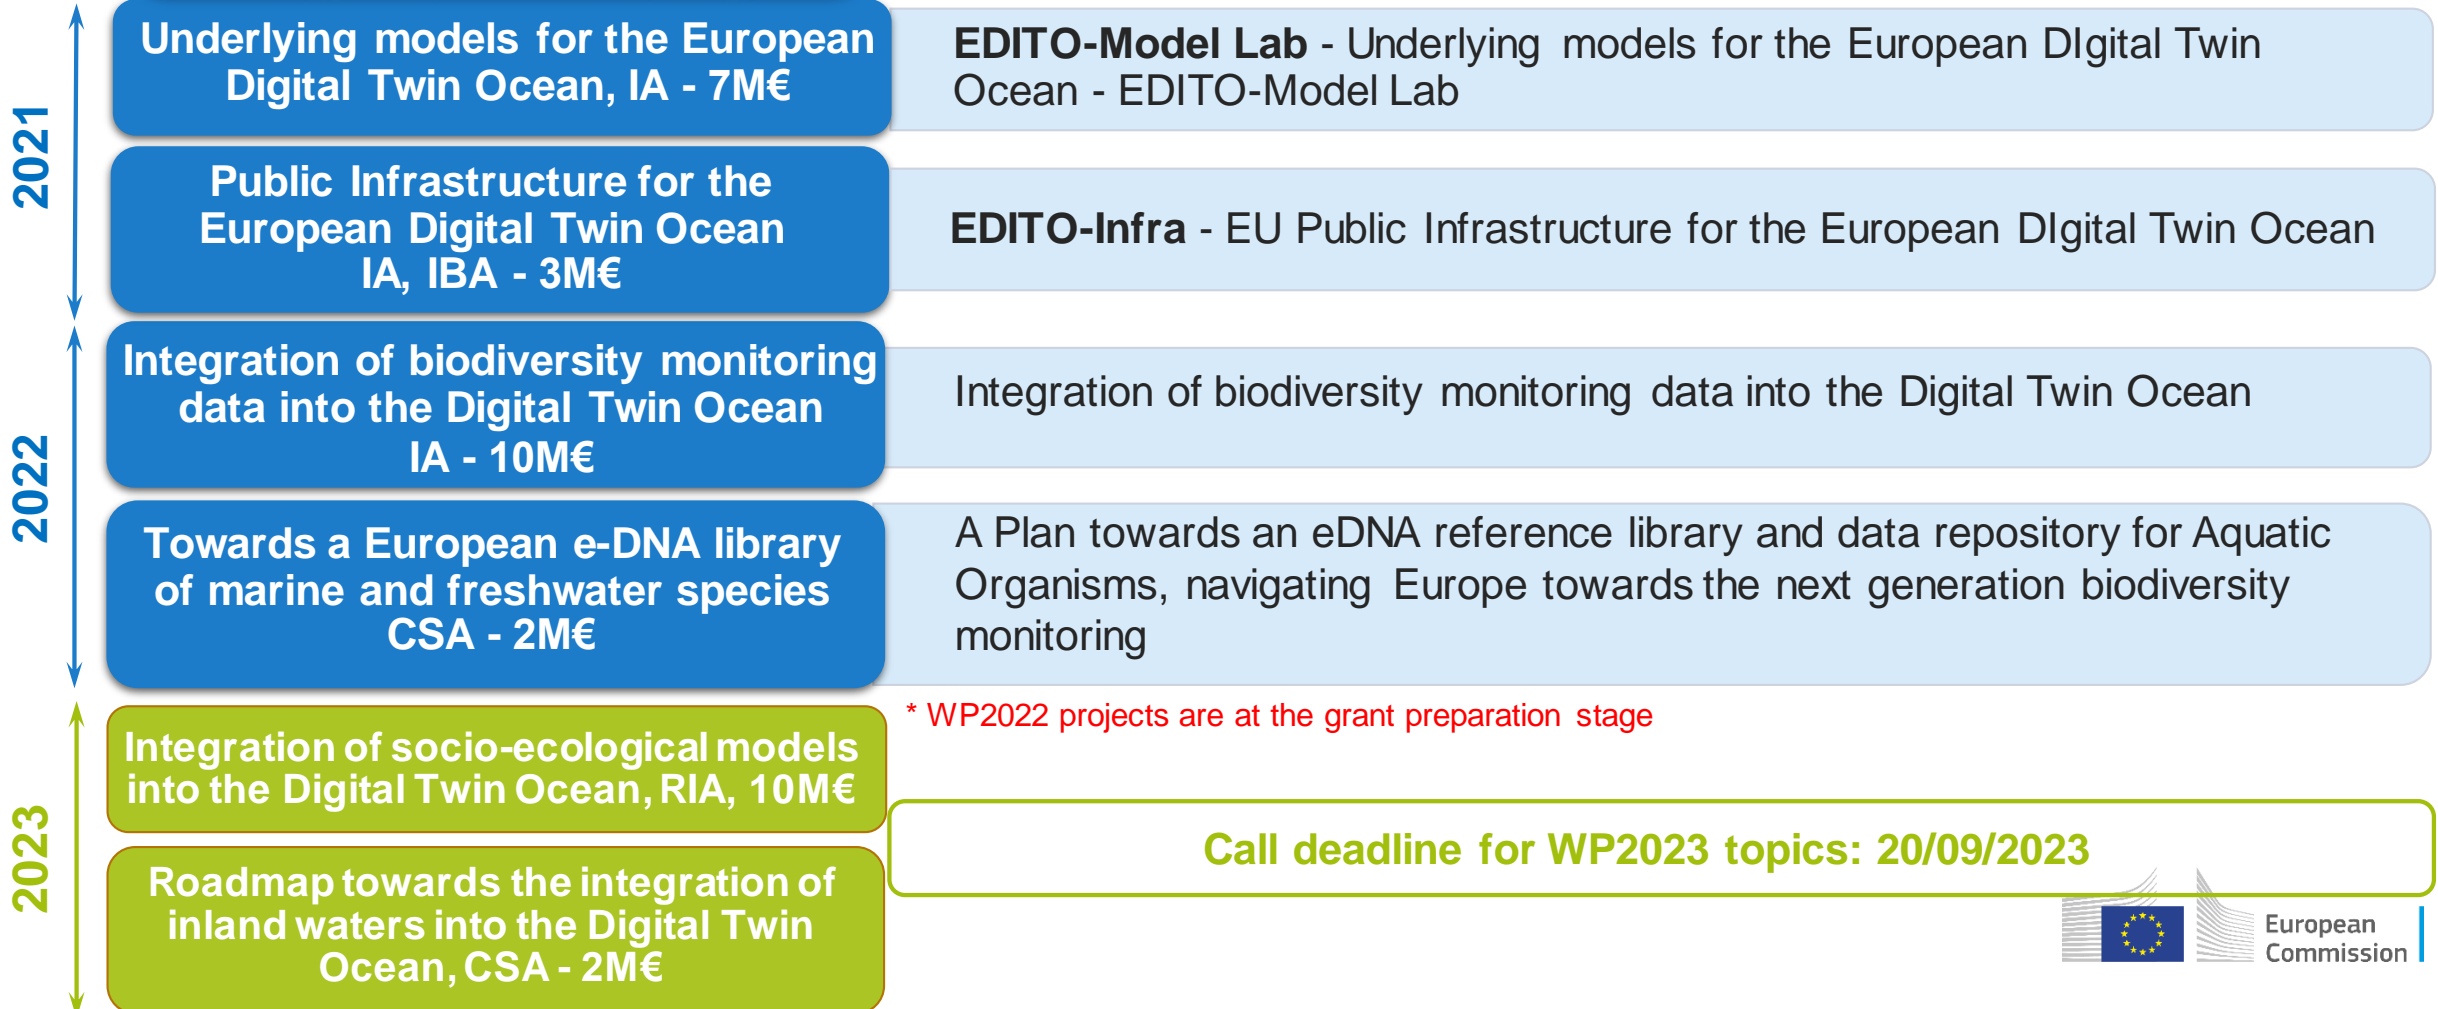 2021
Underlying models for the European
Digital Twin Ocean, IA - 7M€
EDITO-Model Lab - Underlying models for the European DIgital Twin
Ocean - EDITO-Model Lab
Public Infrastructure for the
European Digital Twin Ocean
IA, IBA - 3M€
EDITO-Infra - EU Public Infrastructure for the European DIgital Twin Ocean
2022
Integration of biodiversity monitoring
data into the Digital Twin Ocean
IA - 10M€
Integration of biodiversity monitoring data into the Digital Twin Ocean
Towards a European e-DNA library
of marine and freshwater species
CSA - 2M€
A Plan towards an eDNA reference library and data repository for Aquatic
Organisms, navigating Europe towards the next generation biodiversity
monitoring
* WP2022 projects are at the grant preparation stage
2023
Integration of socio-ecological models
into the Digital Twin Ocean, RIA, 10M€
Roadmap towards the integration of
inland waters into the Digital Twin
Ocean, CSA - 2M€
Call deadline for WP2023 topics: 20/09/2023
European
Commission